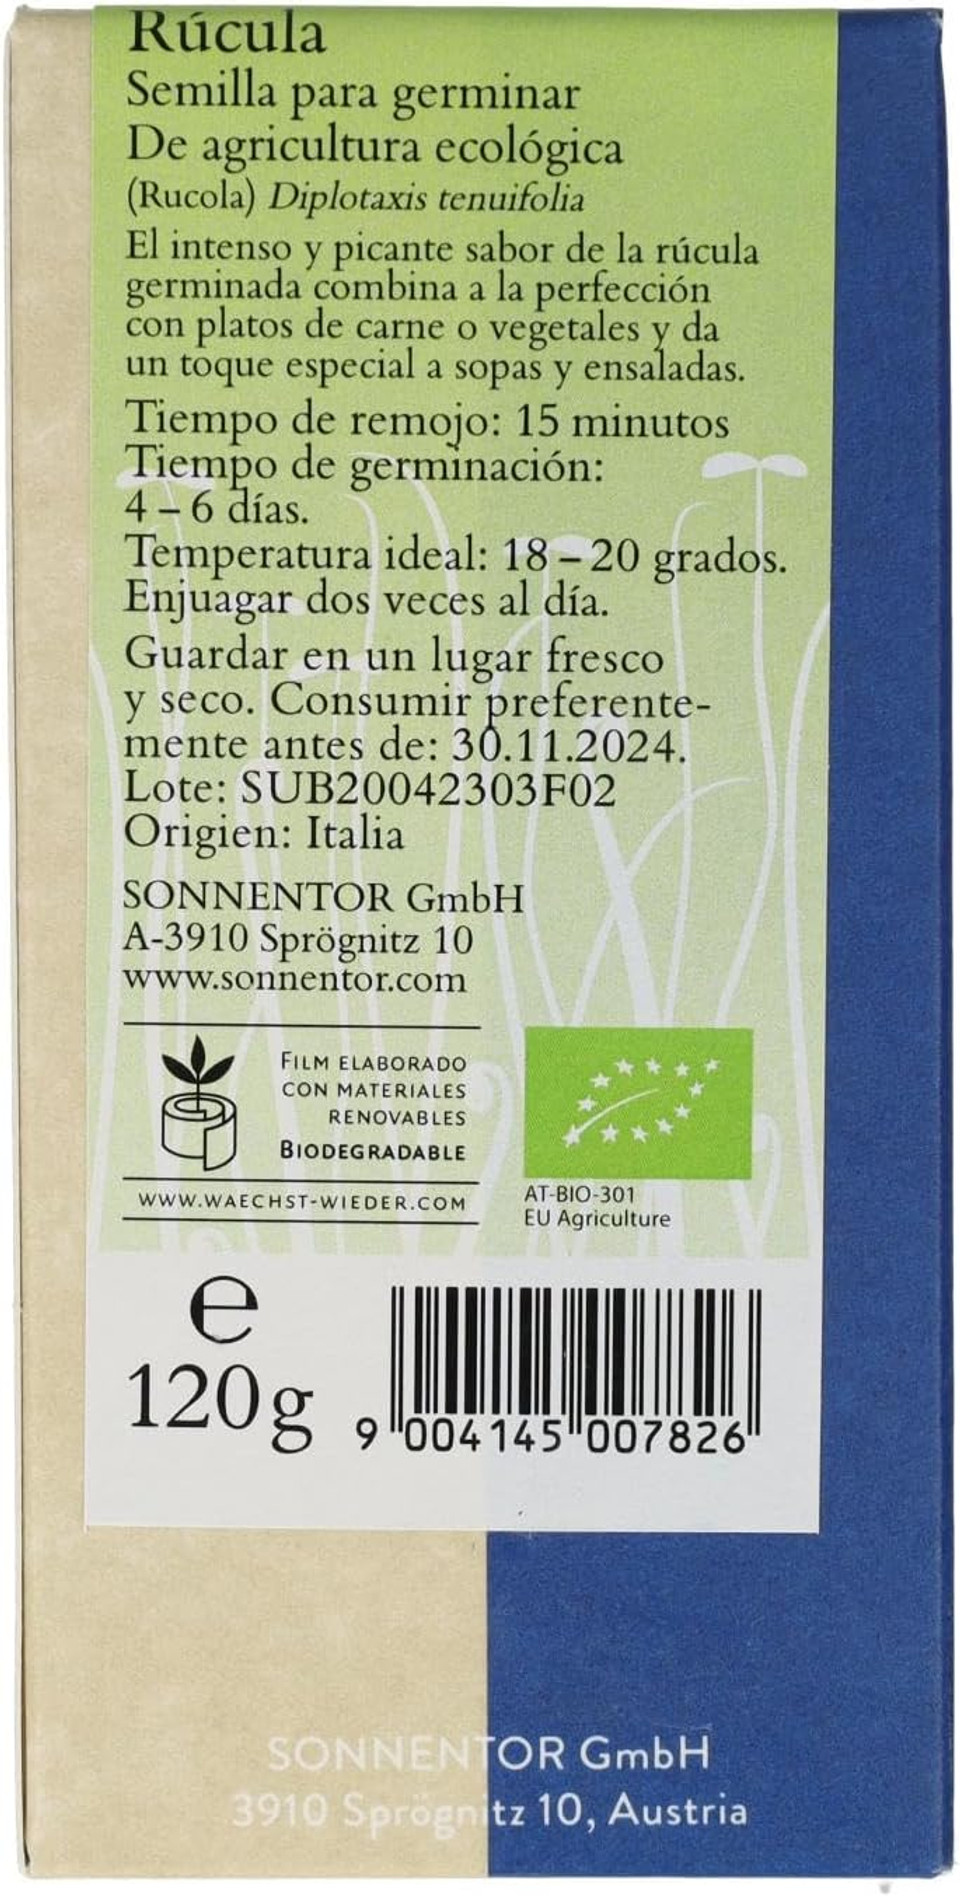 Rúcula
Semilla para germinar
De agricultura ecológica
(Rucola) Diplotaxis tenuifolia
El intenso y picante sabor de la rúcula
germinada combina a la perfección
con platos de carne o vegetales y da
un toque especial a sopas y ensaladas.
Tiempo de remojo: 15 minutos
Tiempo de germinación:
4 – 6 días.
Temperatura ideal: 18 – 20 grados.
Enjuagar dos veces al día.
Guardar en un lugar fresco
y seco. Consumir preferente-
mente antes de: 30.11.2024.
Lote: SUB20042303F02
Origien: Italia
SONNENTOR GmbH
A-3910 Sprögnitz 10
www.sonnentor.com
FILM ELABORADO
CON MATERIALES
RENOVABLES
BIODEGRADABLE
WWW.WAECHST-WIEDER.COM
AT-BIO-301
EU Agriculture
e
120g
9 004145 007826
SONNENTOR GmbH
3910 Sprögnitz 10, Austria